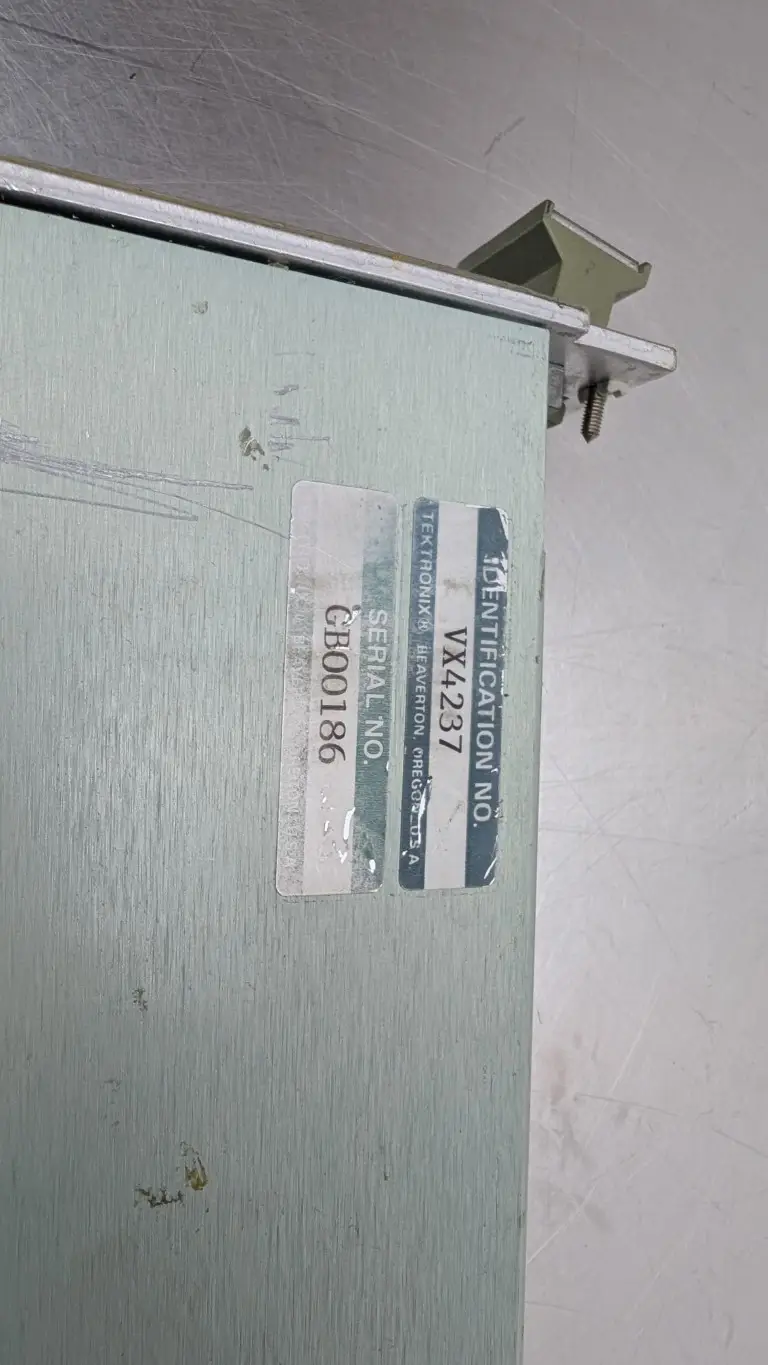 IDENTIFICATION NO.
VX4237
TEKTRONIX®, BEAVERTON, OREGON, U.S.A.
SERIAL NO.
GB00186